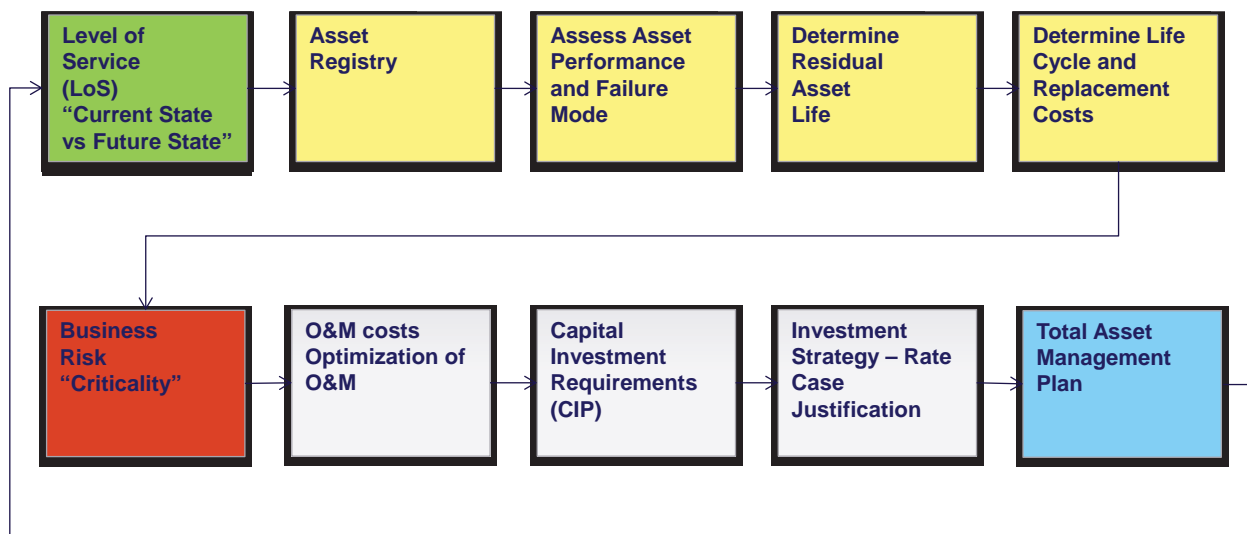 Level of
Service
(LoS)
“Current State
vs Future State”
Asset
Registry
Assess Asset
Performance
and Failure
Mode
Determine
Residual
Asset
Life
Determine Life
Cycle and
Replacement
Costs
Business
Risk
“Criticality”
O&M costs
Optimization of
O&M
Capital
Investment
Requirements
(CIP)
Investment
Strategy – Rate
Case
Justification
Total Asset
Management
Plan